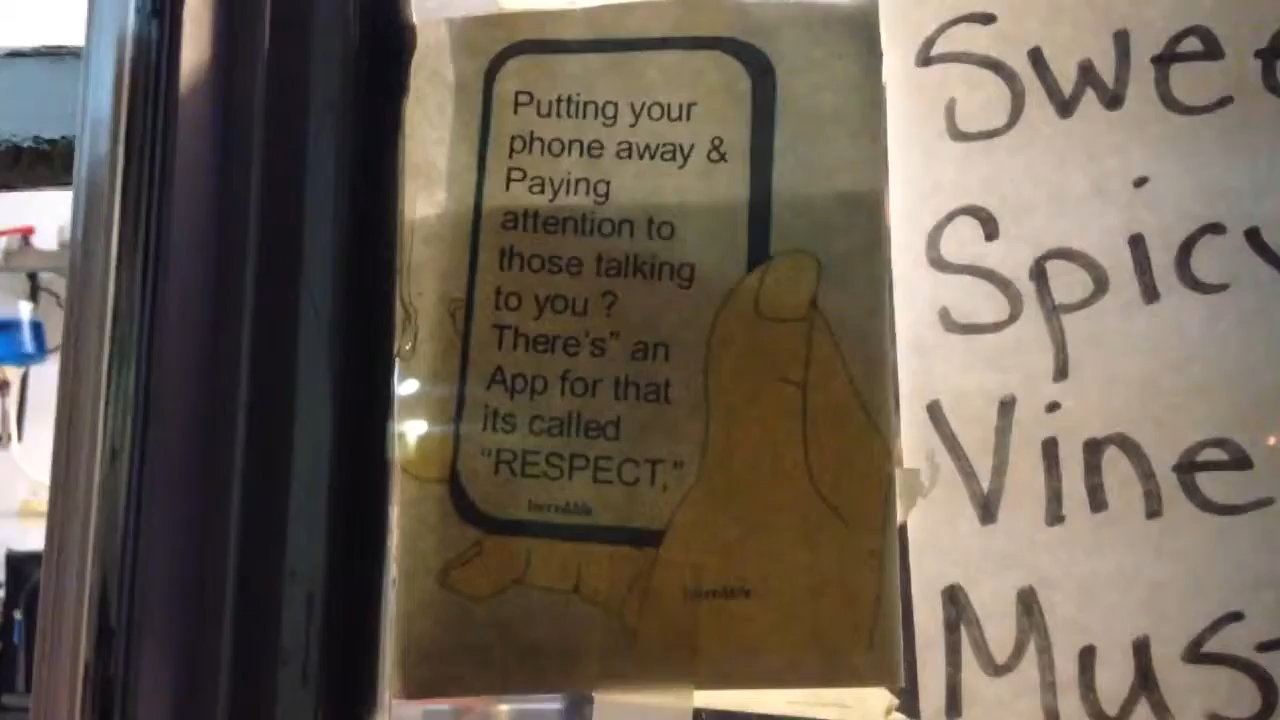 Putting your
phone away &
Paying
attention to
those talking
to you ?
There's" an
App for that
its called
"RESPECT,"
Swe
Spicy
Vine
Mus